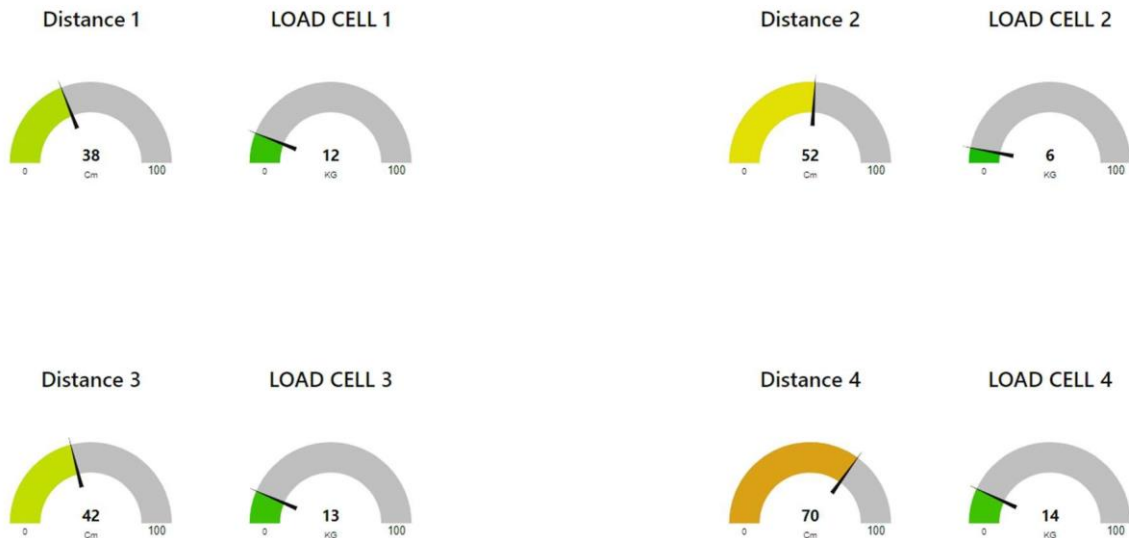 Distance 1
LOAD CELL 1
Distance 2
LOAD CELL 2
38
12
52
6
0
Cm
100
0
KG
100
0
Cm
100
0
KG
100
Distance 3
LOAD CELL 3
Distance 4
LOAD CELL 4
42
13
70
14
0
Cm
100
0
KG
100
0
Cm
100
0
KG
100